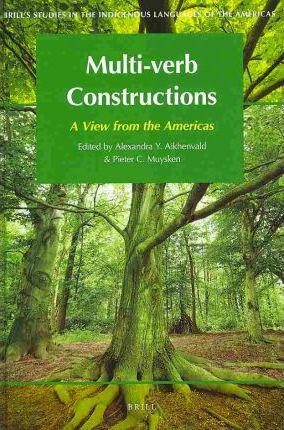 BRILL'S STUDIES IN THE INDIGENOUS LANGUAGES OF THE AMERICAS
Multi-verb
Constructions
A View from the Americas
Edited by Alexandra Y. Aikhenvald
& Pieter C. Muysken
BRILL